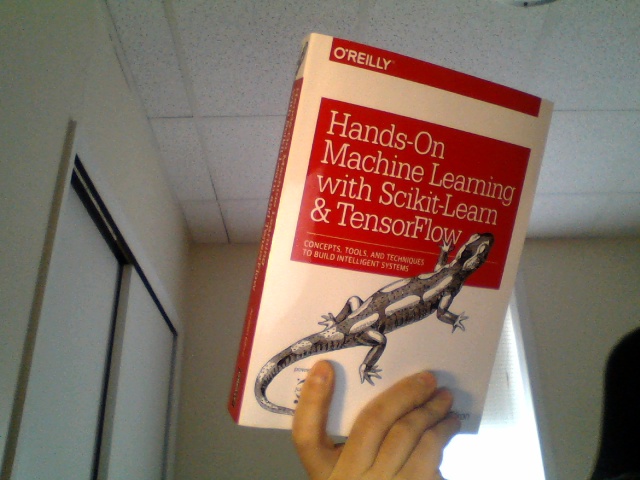 O'REILLY
Hands-On
Machine Learning
with Scikit-Learn
& TensorFlow
CONCEPTS, TOOLS, AND TECHNIQUES
TO BUILD INTELLIGENT SYSTEMS